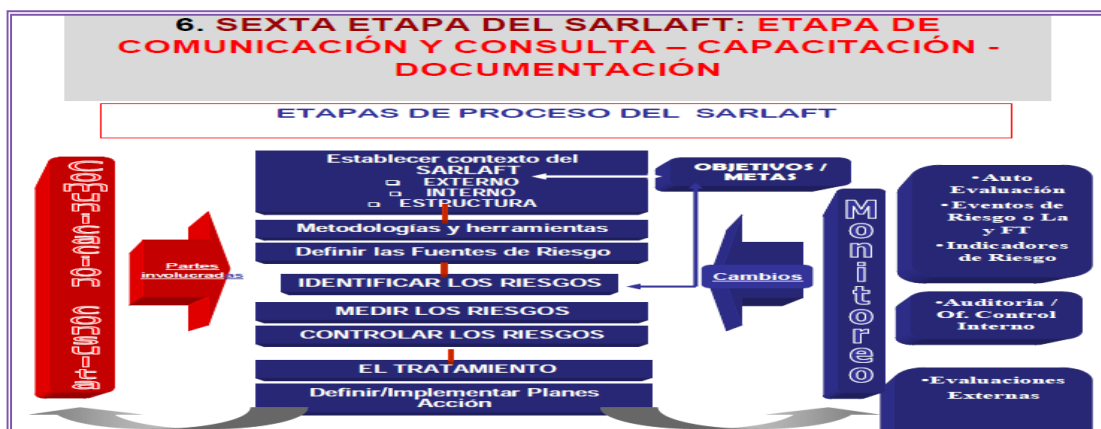 6. SEXTA ETAPA DEL SARLAFT: ETAPA DE
COMUNICACIÓN Y CONSULTA – CAPACITACIÓN -
DOCUMENTACIÓN
ETAPAS DE PROCESO DEL SARLAFT
Comunicación consulta
Partes
involucradas
Establecer contexto del
SARLAFT
❑ EXTERNO
❑ INTERNO
❑ ESTRUCTURA
Metodologías y herramientas
Definir las Fuentes de Riesgo
IDENTIFICAR LOS RIESGOS
MEDIR LOS RIESGOS
CONTROLAR LOS RIESGOS
EL TRATAMIENTO
Definir/Implementar Planes
Acción
OBJETIVOS /
METAS
Cambios
Monitoreo
•Auto
Evaluación
•Eventos de
Riesgo o La
y FT
•Indicadores
de Riesgo
•Auditoria /
Of. Control
Interno
•Evaluaciones
Externas